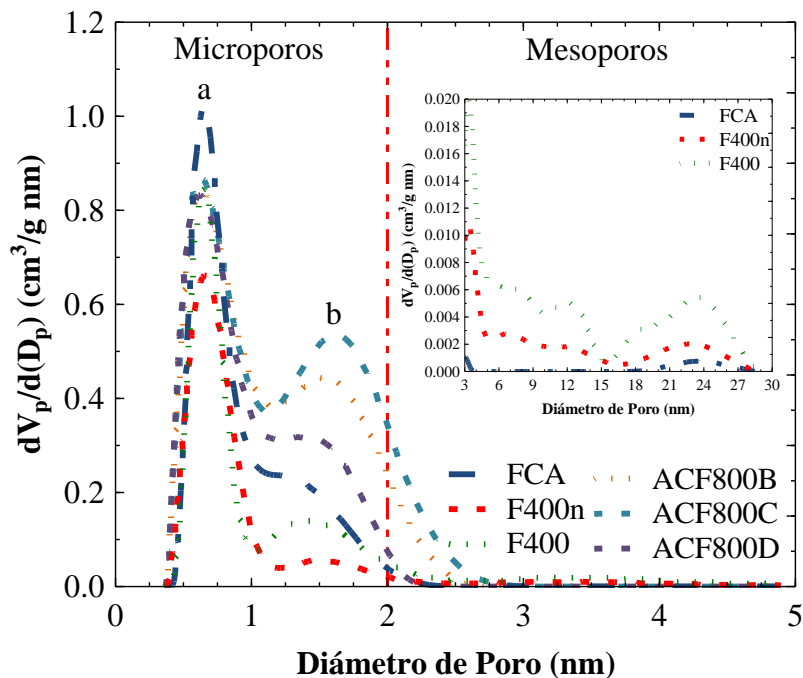 Microporos
Mesoporos
a
b
dVp/d(Dp) (cm³/g nm)
1.0
0.8
0.6
0.4
0.2
0.0
0
1
2
3
4
5
Diámetro de Poro (nm)
FCA
F400n
F400
ACF800B
ACF800C
ACF800D
dVp/d(Dp) (cm³/g nm)
0.020
0.018
0.016
0.014
0.012
0.010
0.008
0.006
0.004
0.002
0.000
3
6
9
12
15
18
21
24
27
30
Diámetro de Poro (nm)
FCA
F400n
F400